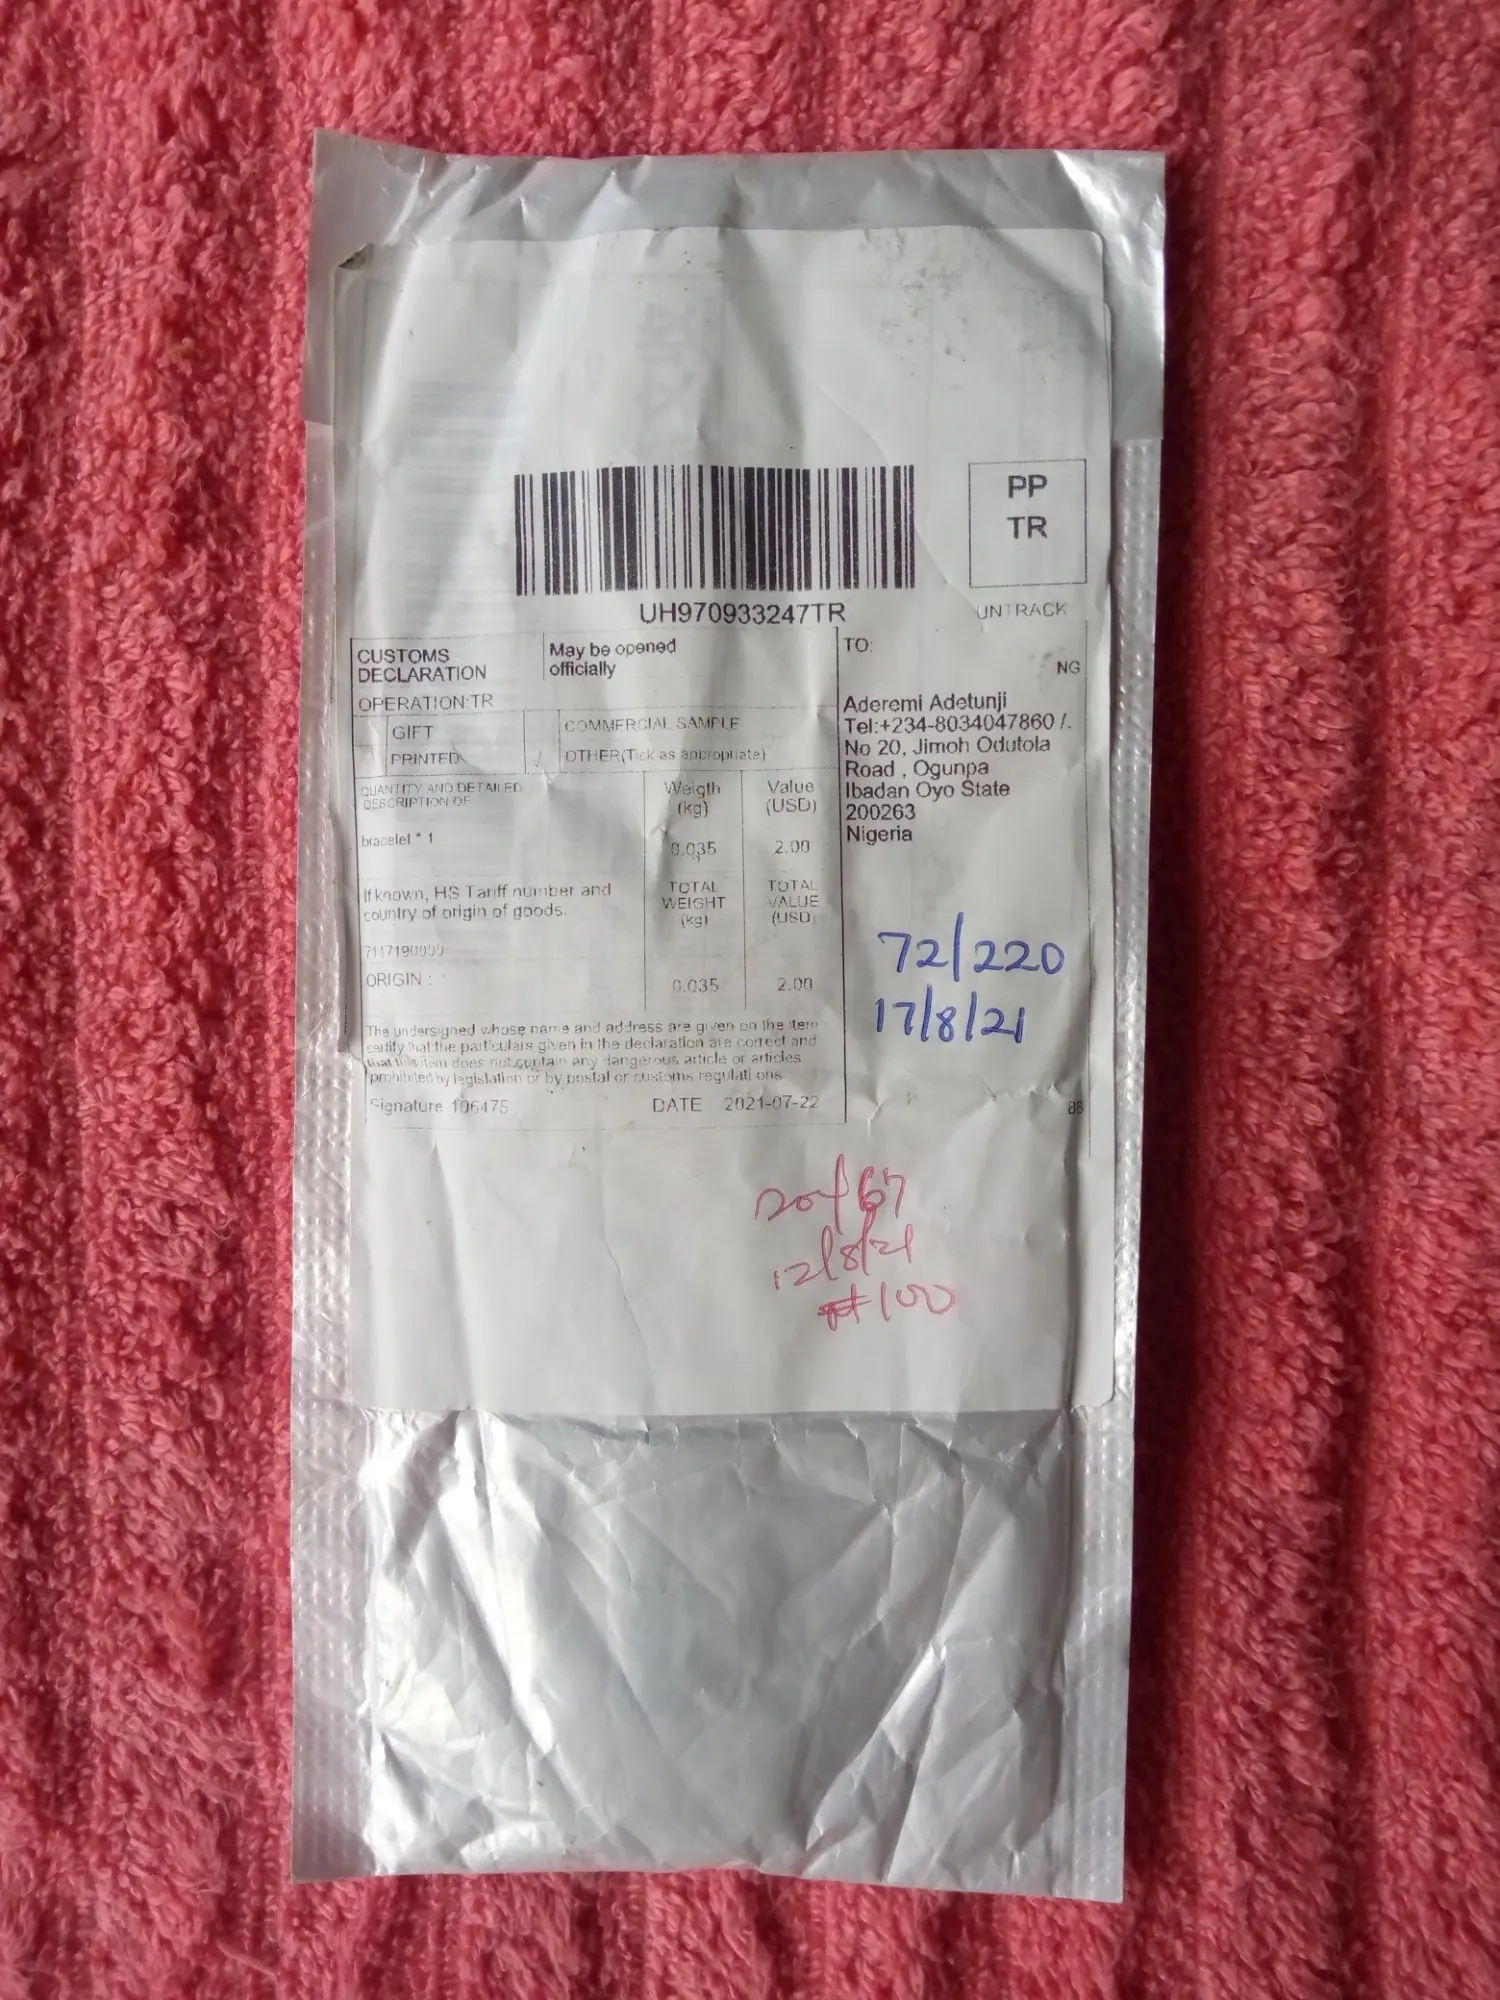 PP
TR
UH970933247TR
UNTRACK
CUSTOMS
DECLARATION
May be opened
officially
OPERATION:TR
GIFT
COMMERCIAL SAMPLE
PRINTED
OTHER(Tick as appropriate)
QUANTITY AND DETAILED
DESCRIPTION OF
Weigth
(kg)
Value
(USD)
bracelet * 1
0.035
2.00
If known, HS Tariff number and
country of origin of goods.
TOTAL
WEIGHT
(kg)
TOTAL
VALUE
(USD)
ORIGIN :
0.035
2.00
The undersigned whose name and address are given on the item
certify that the particulars given in the declaration are correct and
that this item does not contain any dangerous article or articles
prohibited by legislation or by postal or customs regulati ons
Signature 106475
DATE 2021-07-22
TO:
NG
Aderemi Adetunji
Tel:+234-8034047860 /.
No 20, Jimoh Odutola
Road , Ogunpa
Ibadan Oyo State
200263
Nigeria
72/220
17/8/21
88
12/8/21